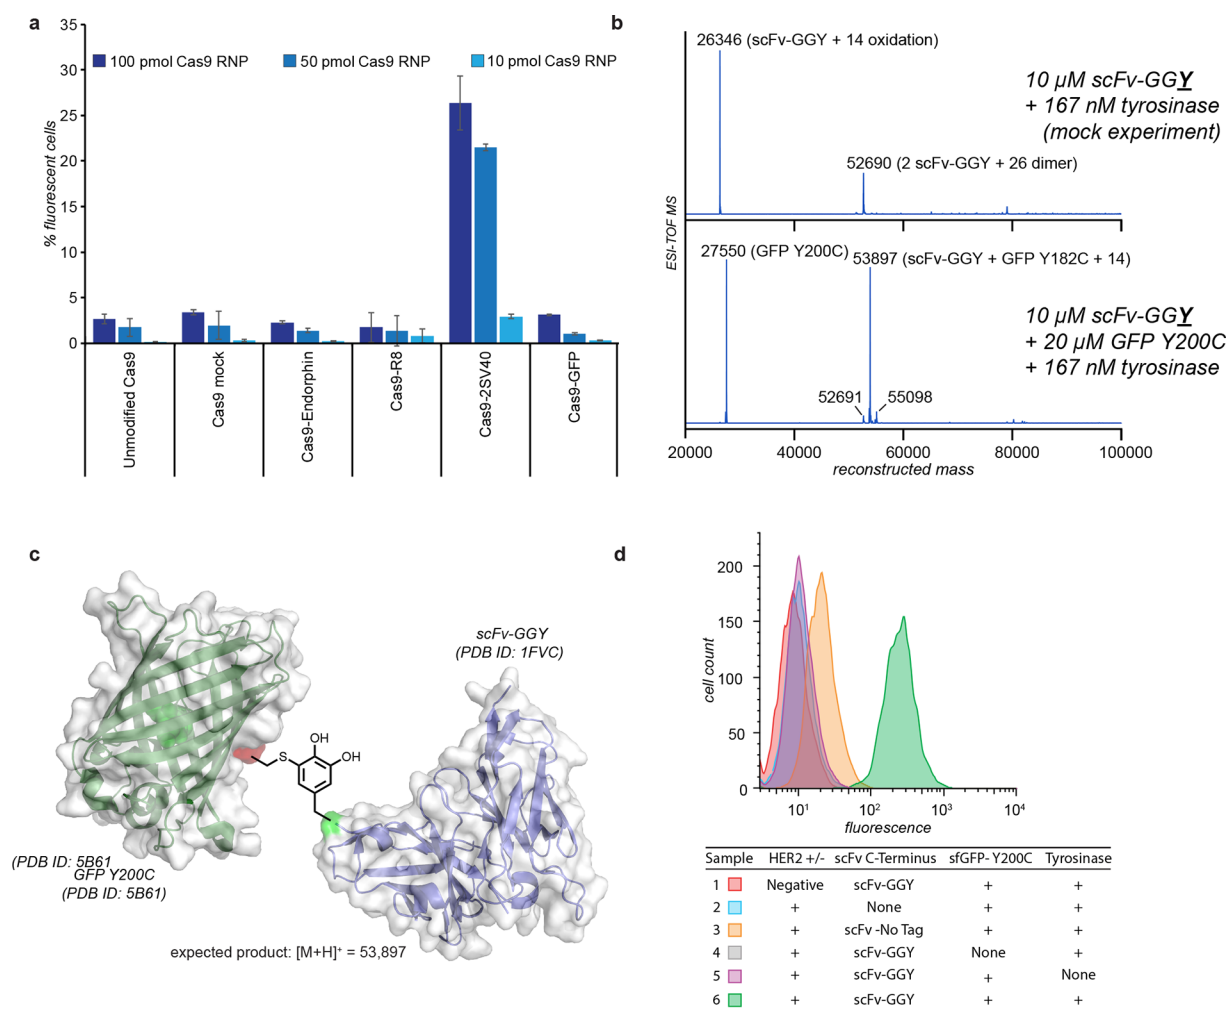 a
35
30
25
20
15
10
5
0
% fluorescent cells
100 pmol Cas9 RNP
50 pmol Cas9 RNP
10 pmol Cas9 RNP
Unmodified Cas9
Cas9 mock
Cas9-Endorphin
Cas9-R8
Cas9-2SV40
Cas9-GFP
b
26346 (scFv-GGY + 14 oxidation)
10 µM scFv-GGY
+ 167 nM tyrosinase
(mock experiment)
52690 (2 scFv-GGY + 26 dimer)
ESI-TOF MS
27550 (GFP Y200C)
53897 (scFv-GGY + GFP Y182C + 14)
10 µM scFv-GGY
+ 20 µM GFP Y200C
+ 167 nM tyrosinase
52691
55098
20000 40000 60000 80000 100000
reconstructed mass
c
scFv-GGY
(PDB ID: 1FVC)
OH
S
OH
(PDB ID: 5B61
GFP Y200C
(PDB ID: 5B61)
expected product: [M+H]⁺ = 53,897
d
200
150
100
50
0
cell count
10¹ 10² 10³ 10⁴
fluorescence
Sample HER2 +/- scFv C-Terminus sfGFP- Y200C Tyrosinase
1 Negative scFv-GGY + +
2 + None + +
3 + scFv -No Tag + +
4 + scFv-GGY None +
5 + scFv-GGY + None
6 + scFv-GGY + +